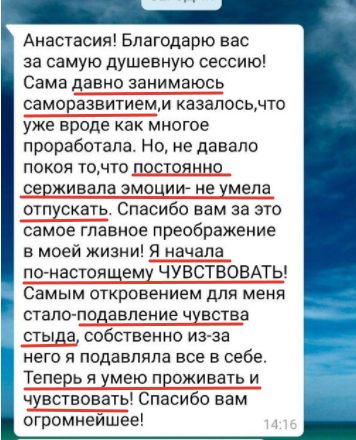 Анастасия! Благодарю вас
за самую душевную сессию!
Сама давно занимаюсь
саморазвитием,и казалось,что
уже вроде как многое
проработала. Но, не давало
покоя то,что постоянно
серживала эмоции- не умела
отпускать. Спасибо вам за это
самое главное преображение
в моей жизни! Я начала
по-настоящему ЧУВСТВОВАТЬ!
Самым откровением для меня
стало-подавление чувства
стыда, собственно из-за
него я подавляла все в себе.
Теперь я умею проживать и
чувствовать! Спасибо вам
огромнейшее!
14:16